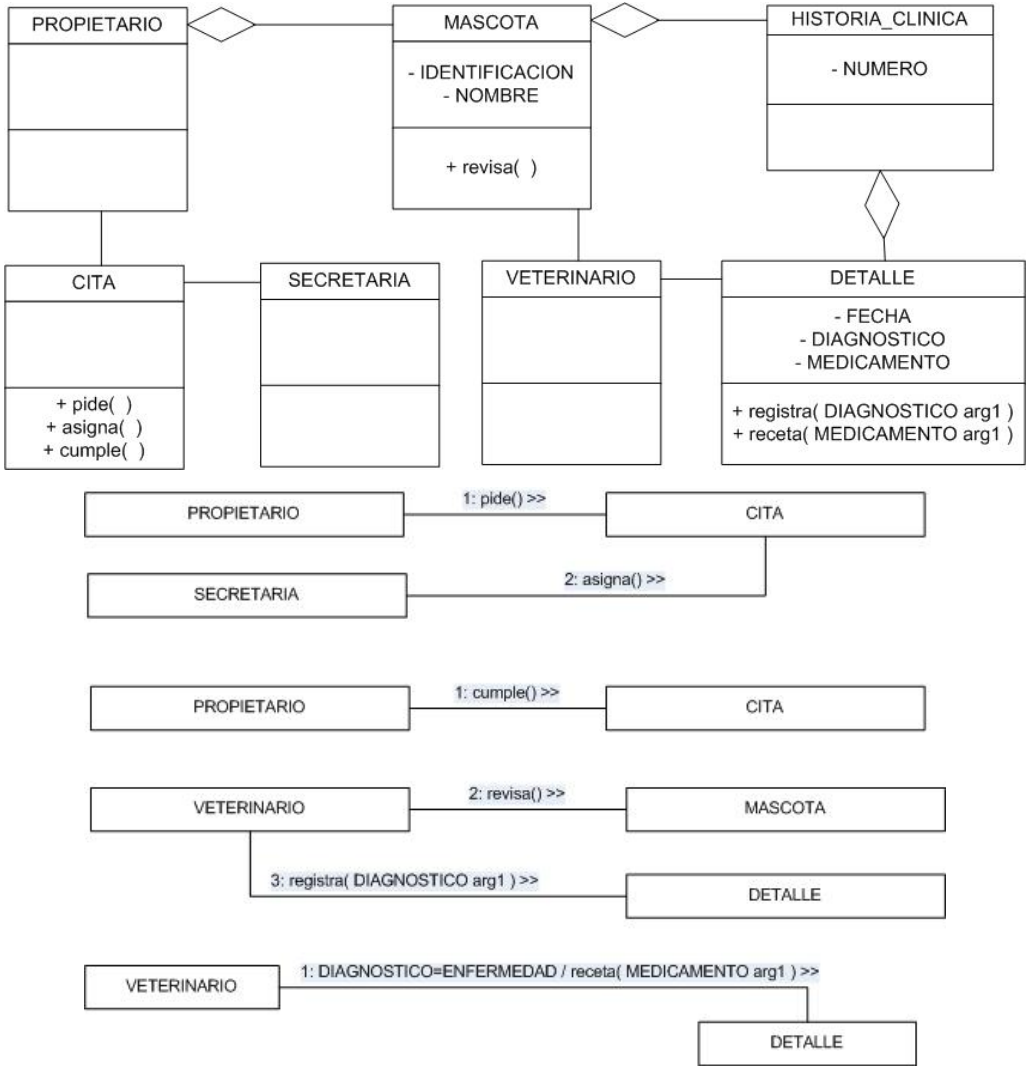 PROPIETARIO
MASCOTA
- IDENTIFICACION
- NOMBRE
+ revisa(  )
HISTORIA_CLINICA
- NUMERO
CITA
+ pide(  )
+ asigna(  )
+ cumple(  )
SECRETARIA
VETERINARIO
DETALLE
- FECHA
- DIAGNOSTICO
- MEDICAMENTO
+ registra( DIAGNOSTICO arg1 )
+ receta( MEDICAMENTO arg1 )
PROPIETARIO
1: pide() >>
CITA
SECRETARIA
2: asigna() >>
PROPIETARIO
1: cumple() >>
CITA
VETERINARIO
2: revisa() >>
MASCOTA
3: registra( DIAGNOSTICO arg1 ) >>
DETALLE
VETERINARIO
1: DIAGNOSTICO=ENFERMEDAD / receta( MEDICAMENTO arg1 ) >>
DETALLE